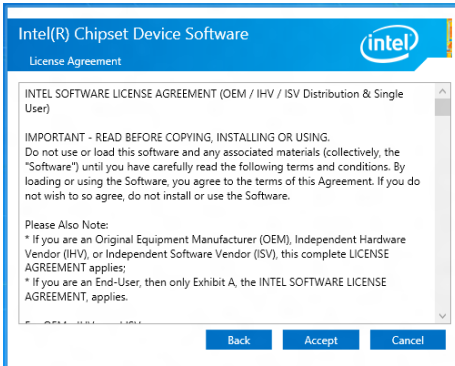 Intel(R) Chipset Device Software
intel
License Agreement
INTEL SOFTWARE LICENSE AGREEMENT (OEM / IHV / ISV Distribution & Single
User)
IMPORTANT - READ BEFORE COPYING, INSTALLING OR USING.
Do not use or load this software and any associated materials (collectively, the
"Software") until you have carefully read the following terms and conditions. By
loading or using the Software, you agree to the terms of this Agreement. If you do
not wish to so agree, do not install or use the Software.
Please Also Note:
* If you are an Original Equipment Manufacturer (OEM), Independent Hardware
Vendor (IHV), or Independent Software Vendor (ISV), this complete LICENSE
AGREEMENT applies;
* If you are an End-User, then only Exhibit A, the INTEL SOFTWARE LICENSE
AGREEMENT, applies.
Back Accept Cancel